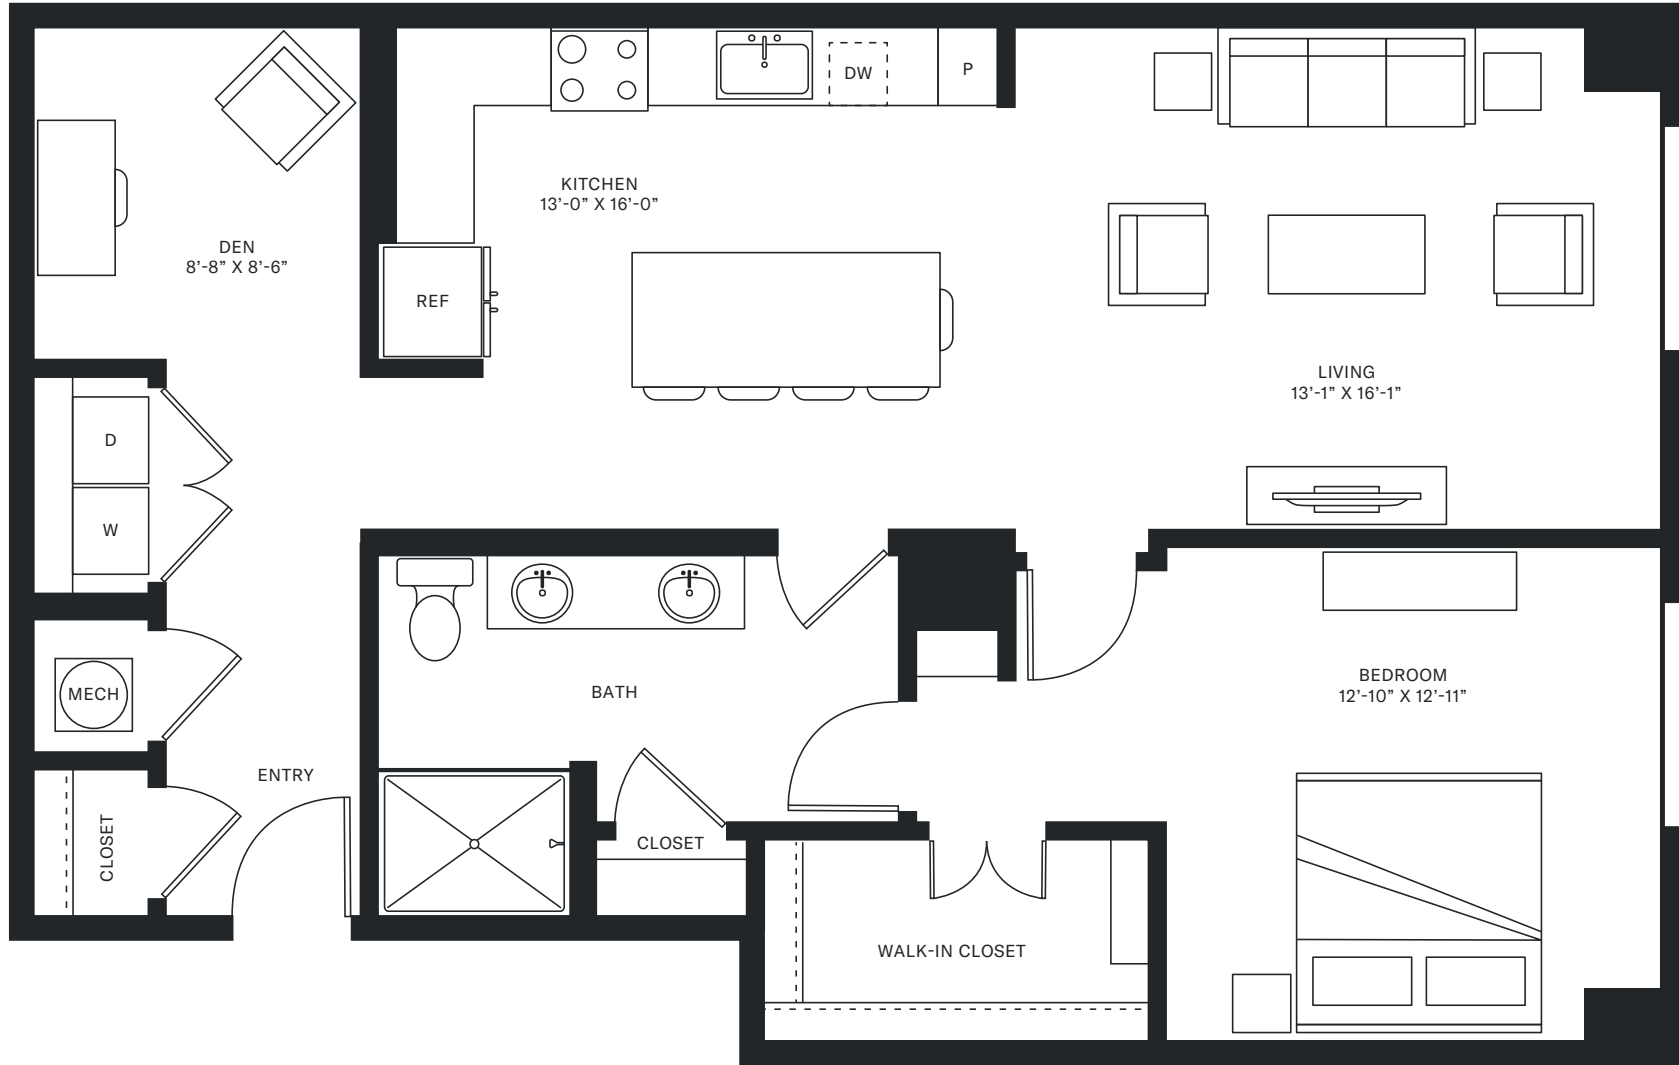 DW
P
KITCHEN
13'-0" X 16'-0"
DEN
8'-8" X 8'-6"
REF
LIVING
13'-1" X 16'-1"
D
W
BEDROOM
12'-10" X 12'-11"
MECH
BATH
ENTRY
CLOSET
CLOSET
WALK-IN CLOSET